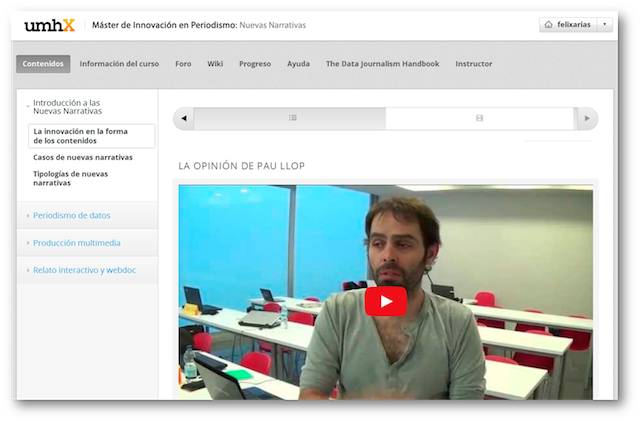 umhX Máster de Innovación en Periodismo: Nuevas Narrativas felixarias
Contenidos Información del curso Foro Wiki Progreso Ayuda The Data Journalism Handbook Instructor
Introducción a las
Nuevas Narrativas
La innovación en la forma
de los contenidos
Casos de nuevas narrativas
Tipologías de nuevas
narrativas
Periodismo de datos
Producción multimedia
Relato interactivo y webdoc
LA OPINIÓN DE PAU LLOP